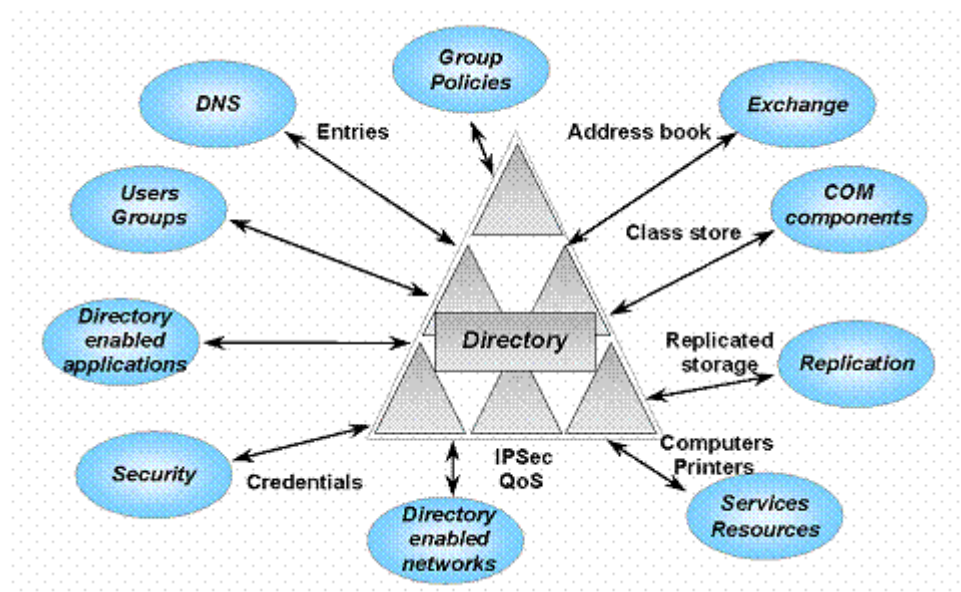 Group
Policies
DNS
Exchange
Entries
Address book
Users
Groups
COM
components
Class store
Directory
enabled
applications
Directory
Replicated
storage
Replication
Security
Credentials
IPSec
QoS
Computers
Printers
Directory
enabled
networks
Services
Resources